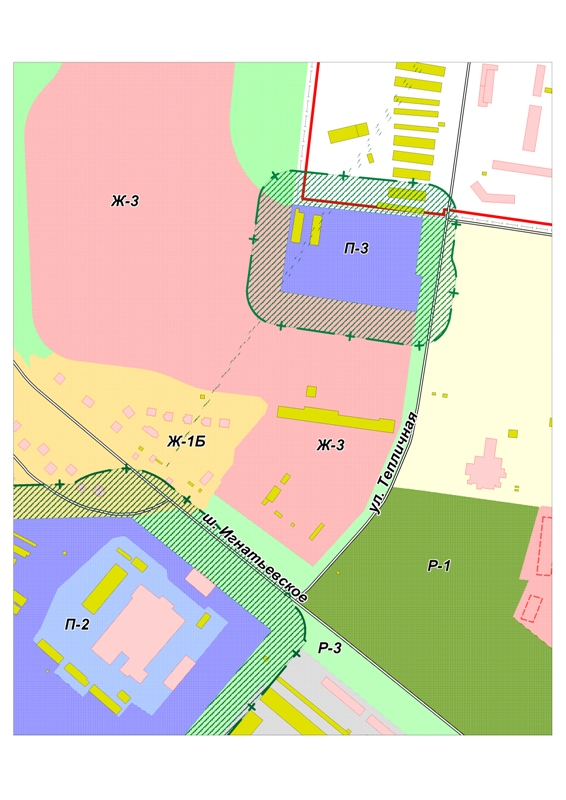 Ж-3
П-3
Ж-1Б
Ж-3
ул. Тепличная
ш. Игнатьевское
Р-1
П-2
Р-3